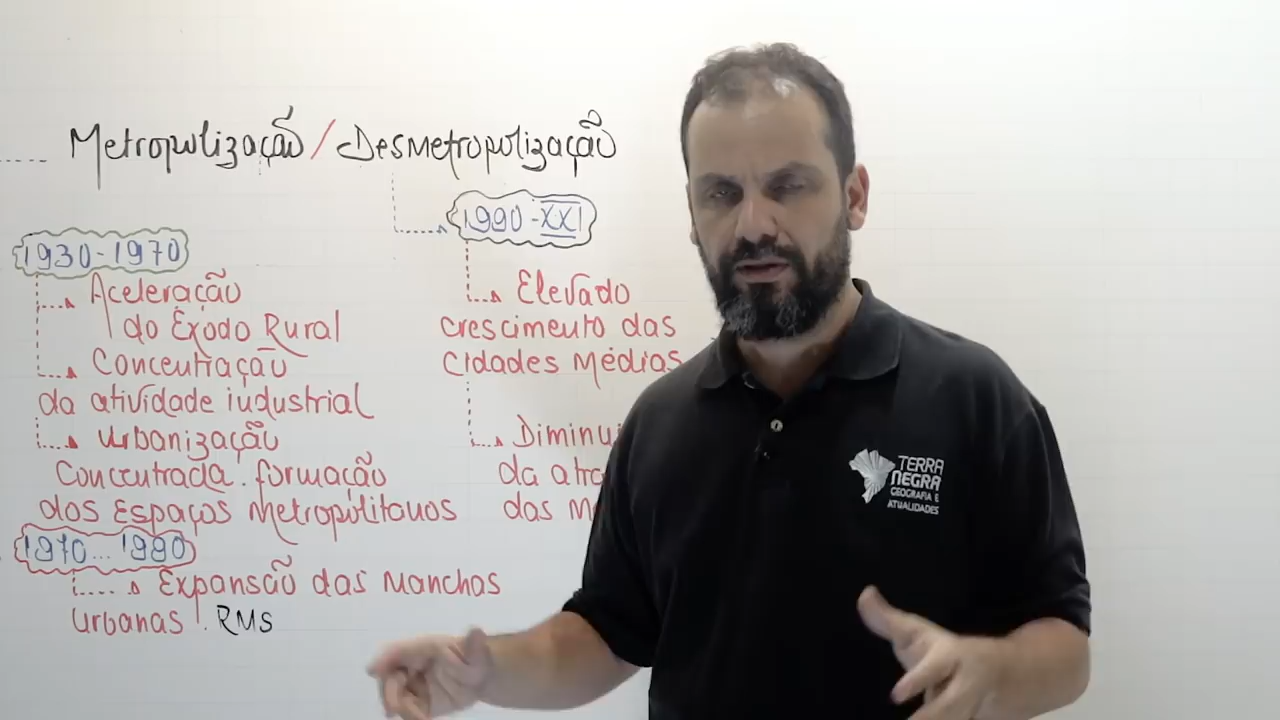 Metropolização / Desmetropolização
1930-1970
Aceleração
do Êxodo Rural
Concentração
da atividade industrial
Urbanização
Concentrada. formação
dos Espaços Metropolitanos
1970... 1990
Expansão das Manchas
Urbanas. RMs
1990 - XXI
Elevado
crescimento das
Cidades Médias
da
das
TERRA
NEGRA
GEOGRAFIA E
ATUALIDADES